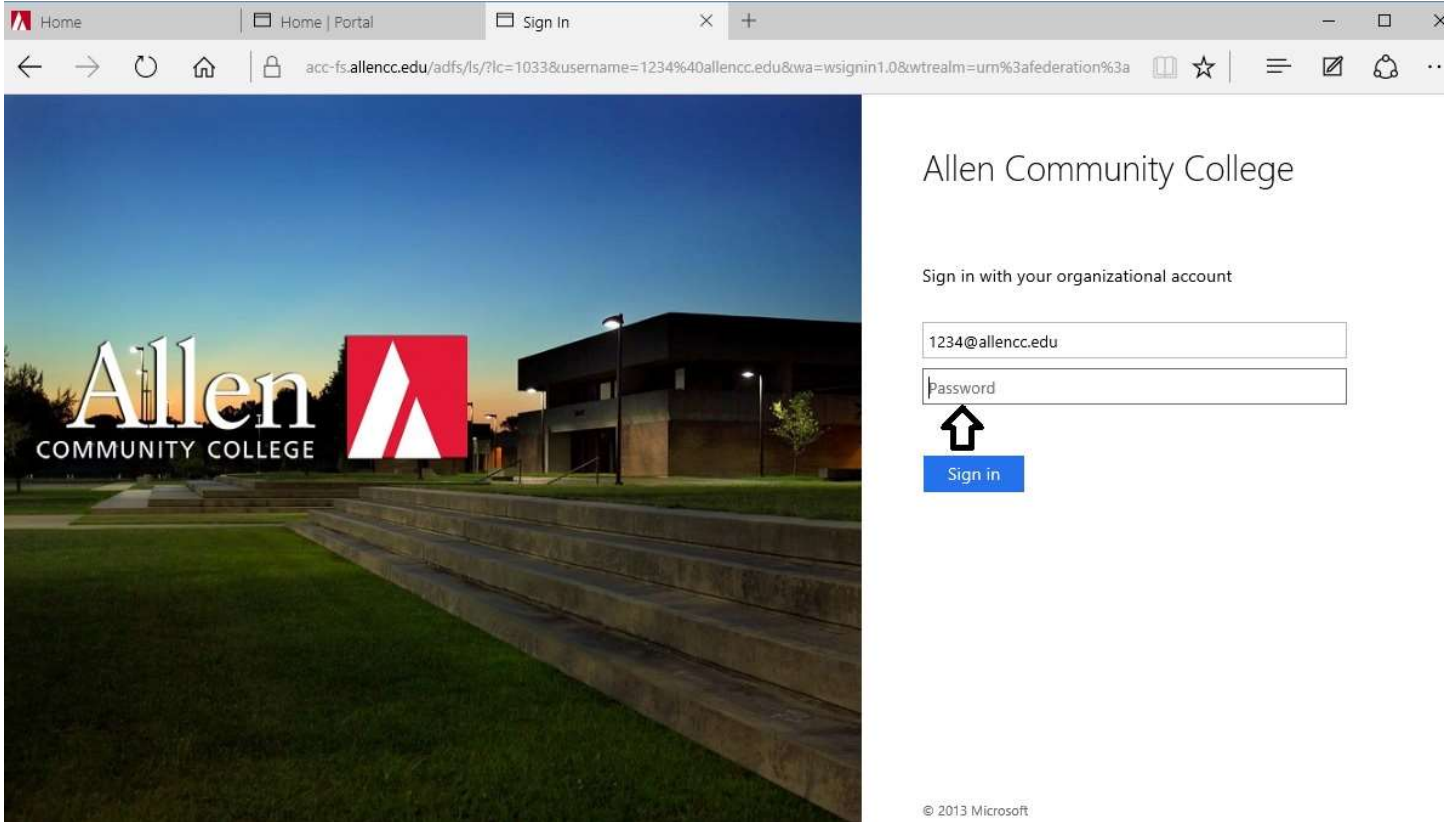 Home
Home | Portal
Sign In
acc-fs.allencc.edu/adfs/ls/?lc=1033&username=1234%40allencc.edu&wa=wsignin1.0&wtrealm=urn%3afederation%3a
Allen Community College
Sign in with your organizational account
1234@allencc.edu
Password
Sign in
Allen
COMMUNITY COLLEGE
© 2013 Microsoft